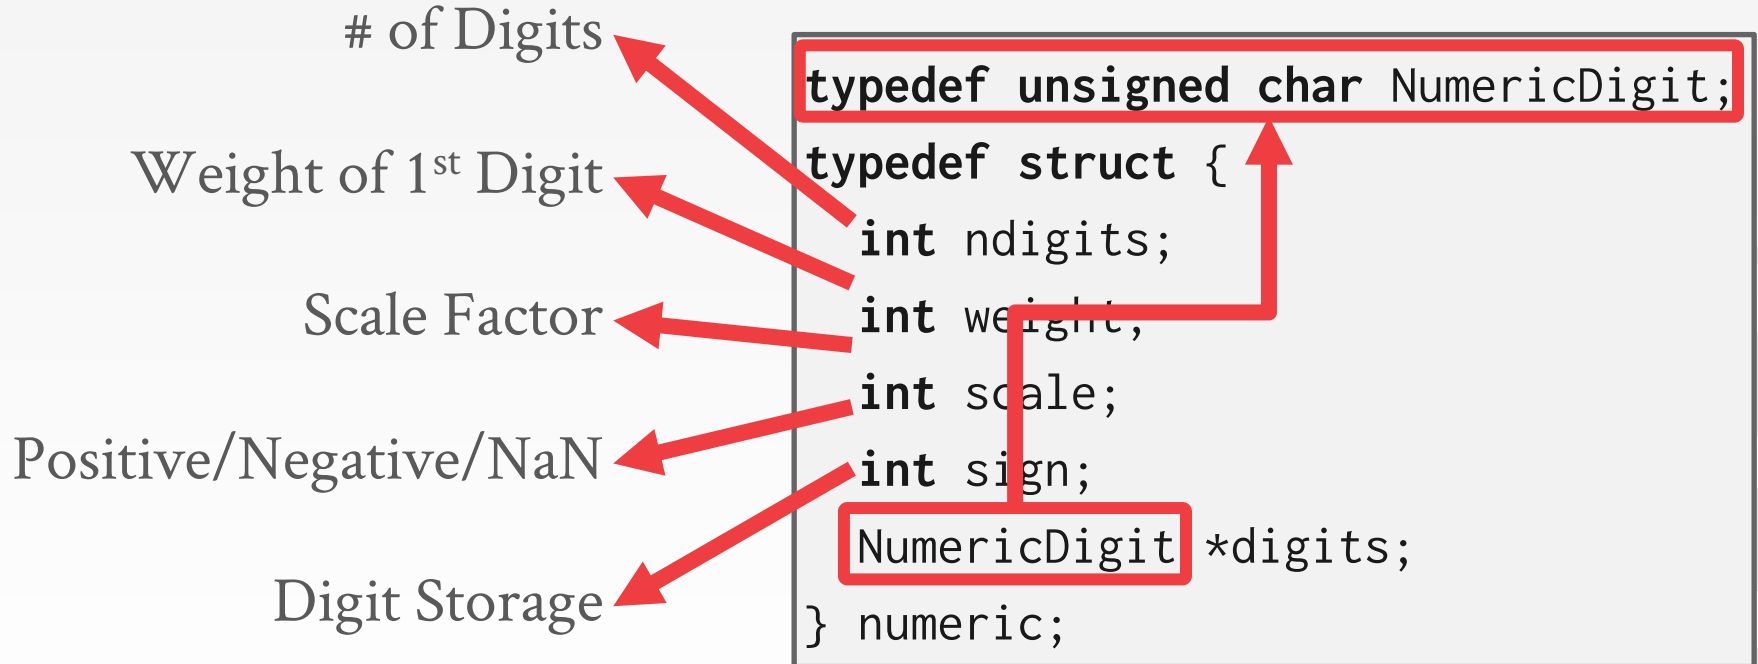 # of Digits
Weight of 1st Digit
Scale Factor
Positive/Negative/NaN
Digit Storage
typedef unsigned char NumericDigit;
typedef struct {
int ndigits;
int weight;
int scale;
int sign;
NumericDigit *digits;
} numeric;